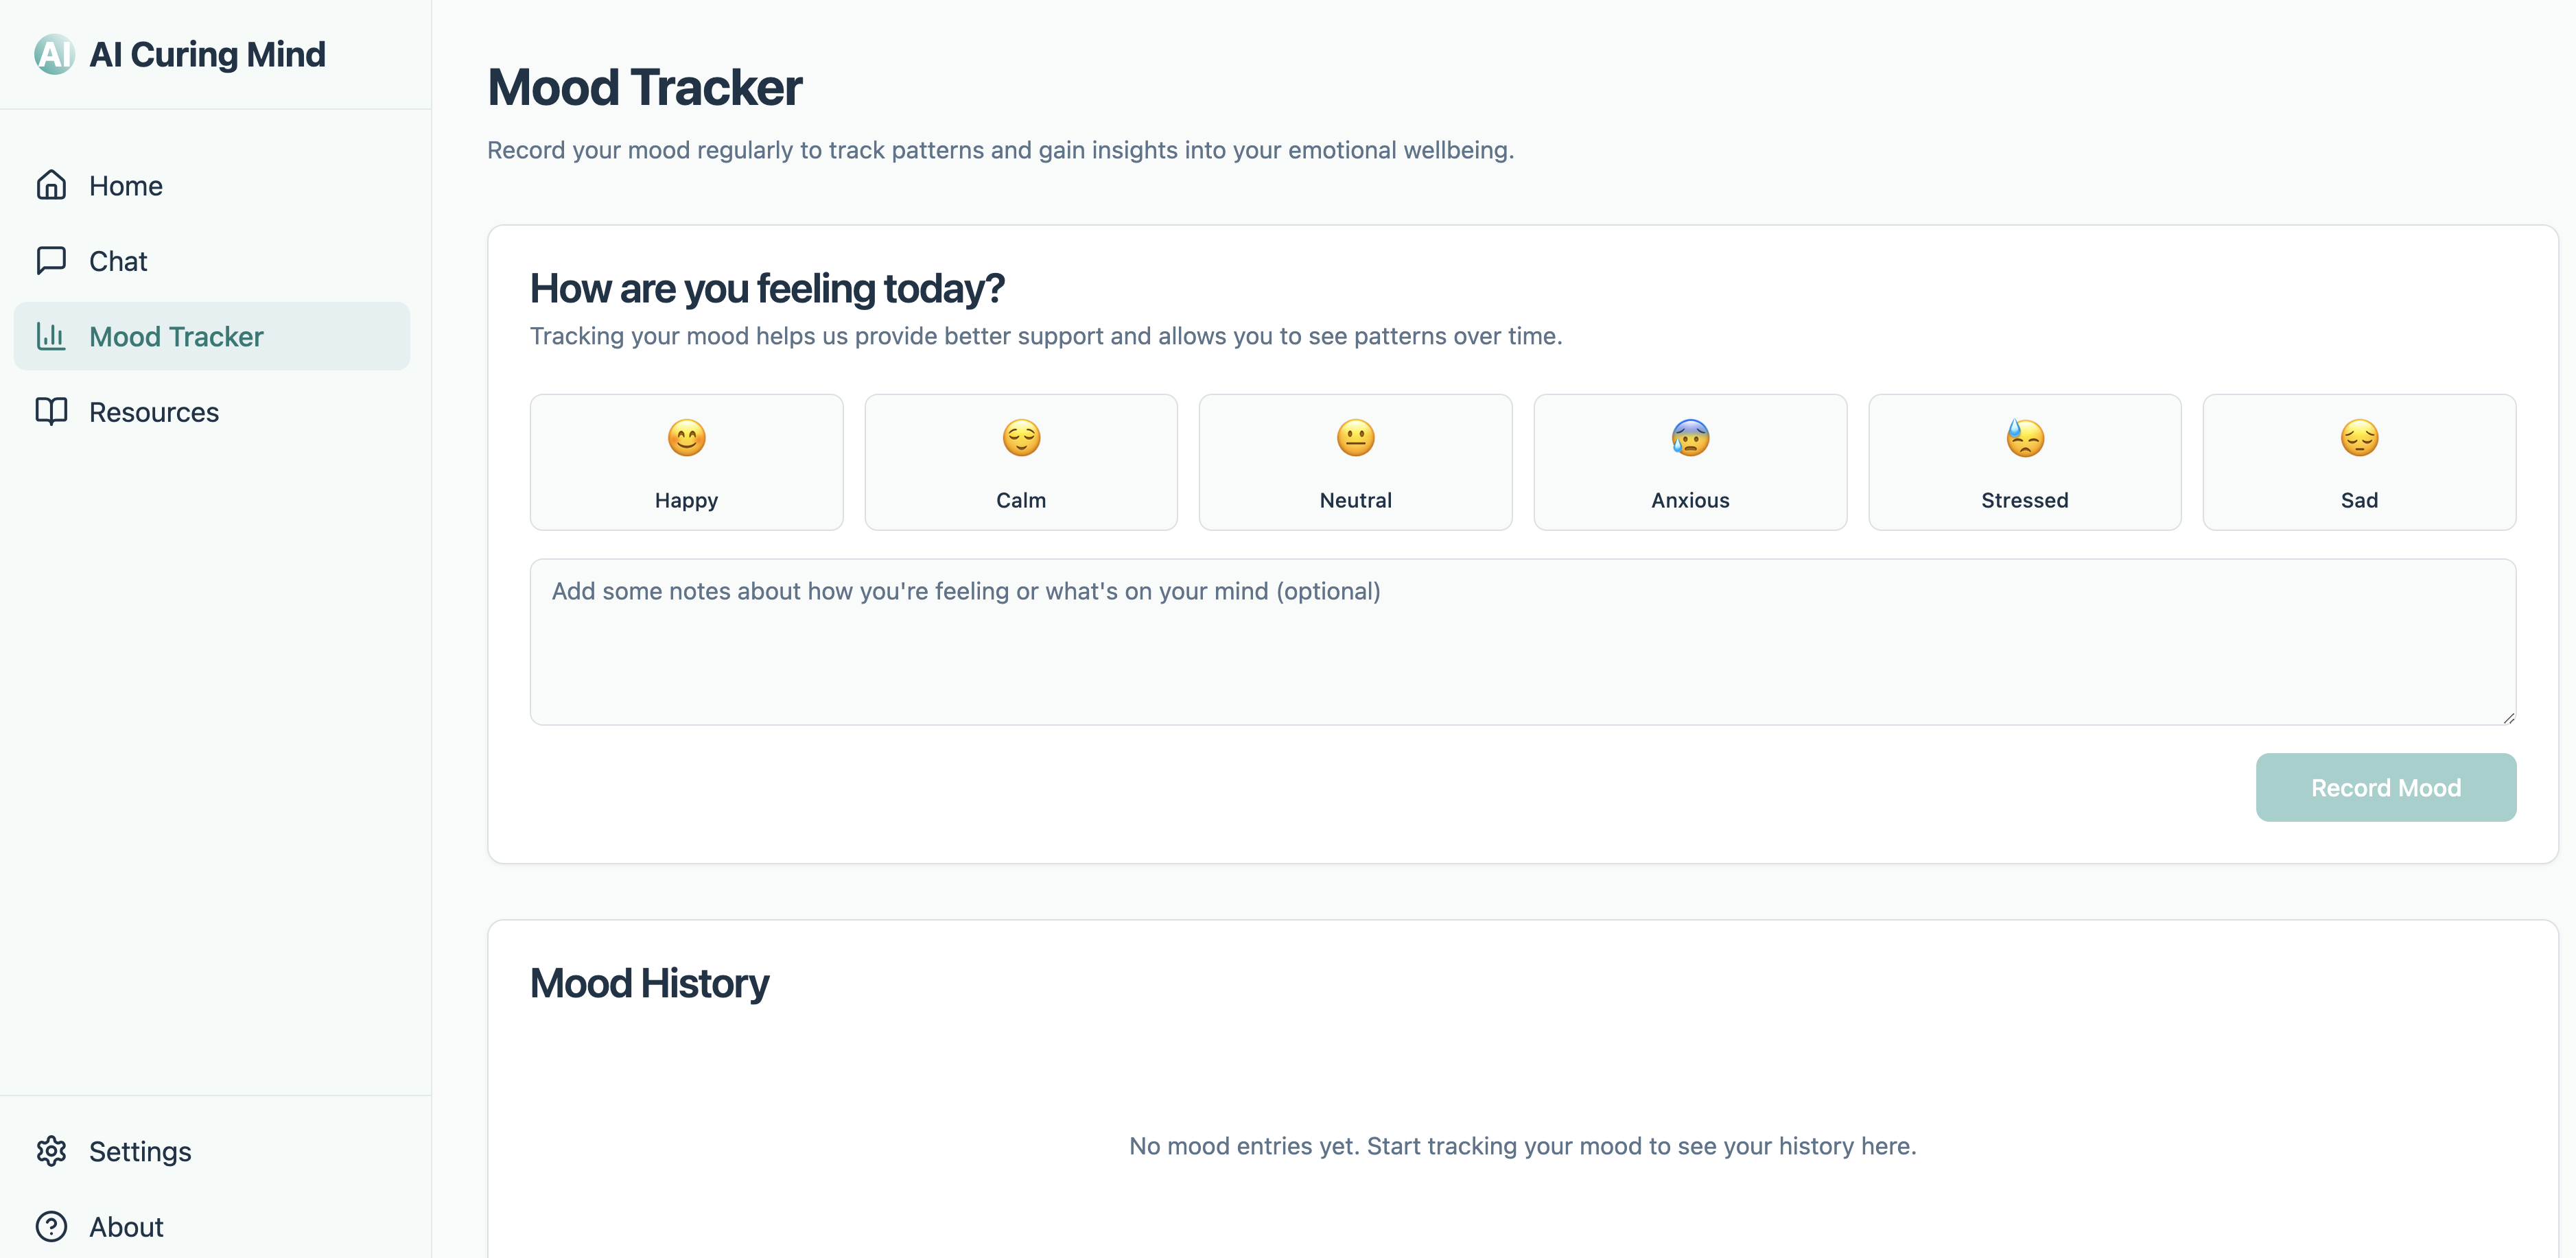 AI AI Curing Mind
Home
Chat
Mood Tracker
Resources
Settings
About
Mood Tracker
Record your mood regularly to track patterns and gain insights into your emotional wellbeing.
How are you feeling today?
Tracking your mood helps us provide better support and allows you to see patterns over time.
Happy Calm Neutral Anxious Stressed Sad
Add some notes about how you're feeling or what's on your mind (optional)
Record Mood
Mood History
No mood entries yet. Start tracking your mood to see your history here.